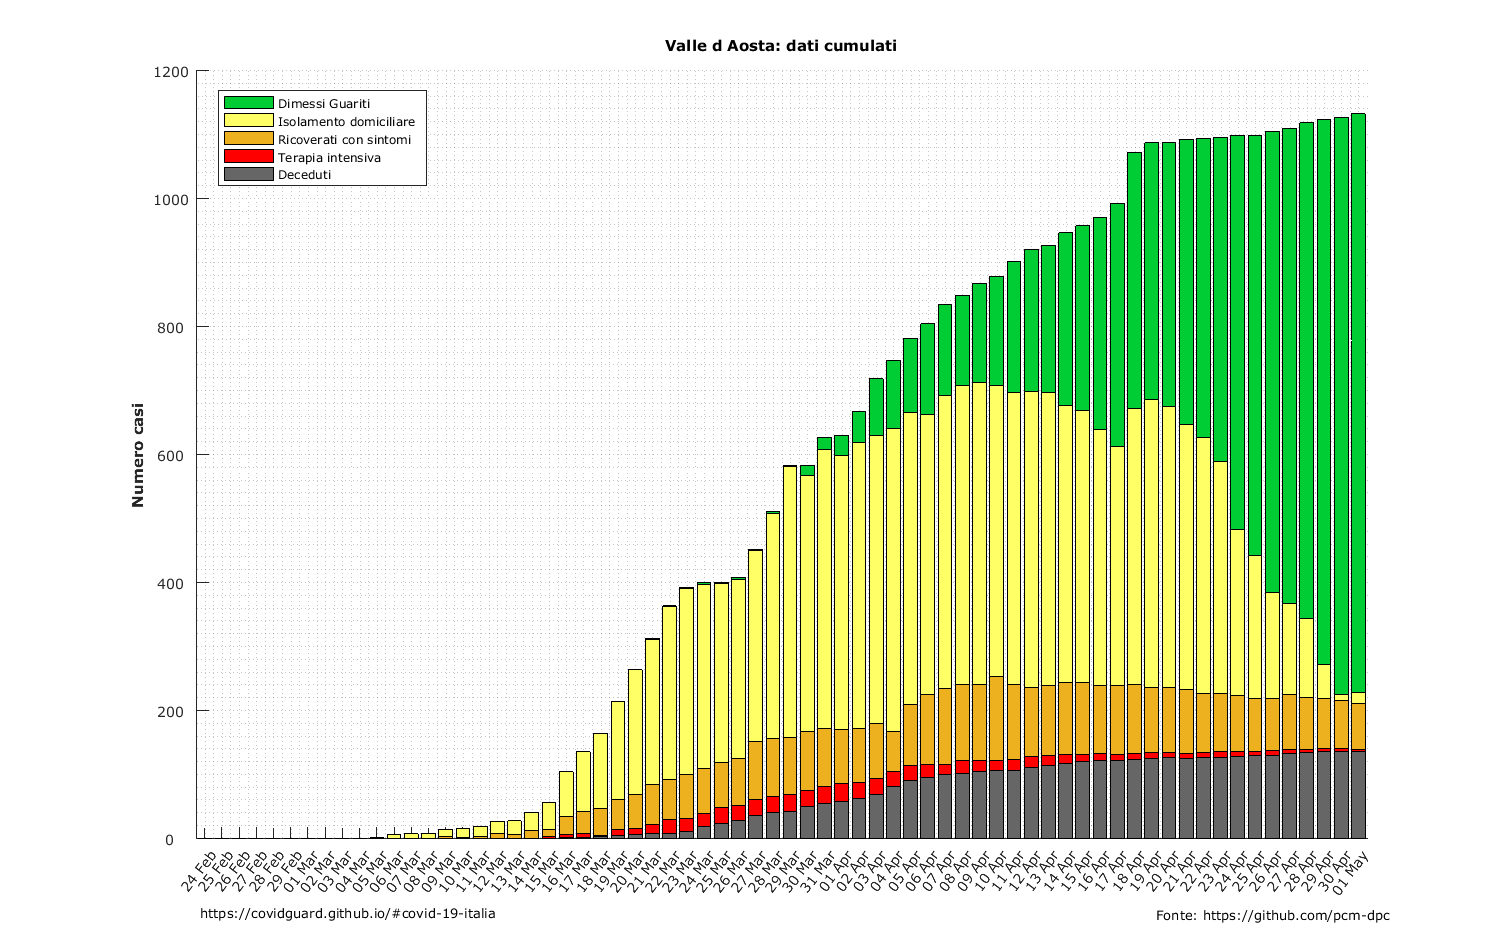 Valle d Aosta: dati cumulati
Dimessi Guariti
Isolamento domiciliare
Ricoverati con sintomi
Terapia intensiva
Deceduti
Numero casi
1200
1000
800
600
400
200
0
24 Feb
25 Feb
26 Feb
27 Feb
28 Feb
29 Feb
01 Mar
02 Mar
03 Mar
04 Mar
05 Mar
06 Mar
07 Mar
08 Mar
09 Mar
10 Mar
11 Mar
12 Mar
13 Mar
14 Mar
15 Mar
16 Mar
17 Mar
18 Mar
19 Mar
20 Mar
21 Mar
22 Mar
23 Mar
24 Mar
25 Mar
26 Mar
27 Mar
28 Mar
29 Mar
30 Mar
31 Mar
01 Apr
02 Apr
03 Apr
04 Apr
05 Apr
06 Apr
07 Apr
08 Apr
09 Apr
10 Apr
11 Apr
12 Apr
13 Apr
14 Apr
15 Apr
16 Apr
17 Apr
18 Apr
19 Apr
20 Apr
21 Apr
22 Apr
23 Apr
24 Apr
25 Apr
26 Apr
27 Apr
28 Apr
29 Apr
30 Apr
01 May
https://covidguard.github.io/#covid-19-italia
Fonte: https://github.com/pcm-dpc